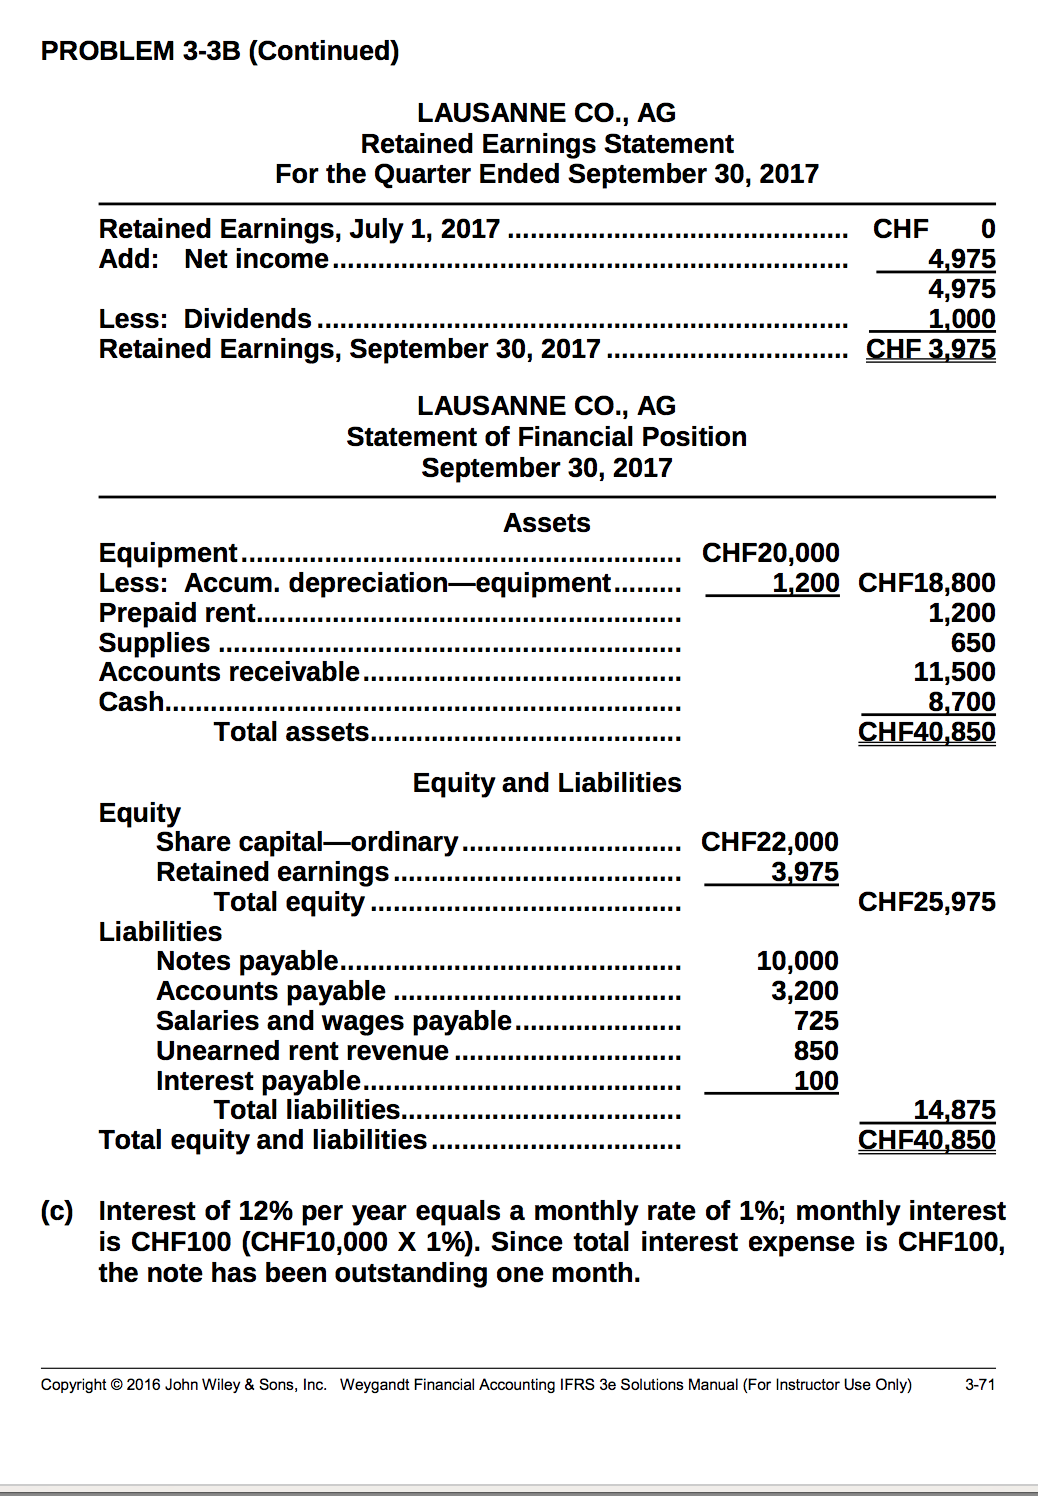 PROBLEM 3-3B (Continued)
LAUSANNE CO., AG
Retained Earnings Statement
For the Quarter Ended September 30, 2017
Retained Earnings, July 1, 2017 ............................................. CHF 0
Add: Net income.................................................................... 4,975
4,975
Less: Dividends ...................................................................... 1,000
Retained Earnings, September 30, 2017 ................................ CHF 3,975
LAUSANNE CO., AG
Statement of Financial Position
September 30, 2017
Assets
Equipment.......................................................... CHF20,000
Less: Accum. depreciation—equipment......... 1,200 CHF18,800
Prepaid rent........................................................ 1,200
Supplies ............................................................. 650
Accounts receivable.......................................... 11,500
Cash.................................................................... 8,700
Total assets......................................... CHF40,850
Equity and Liabilities
Equity
Share capital—ordinary............................. CHF22,000
Retained earnings...................................... 3,975
Total equity ......................................... CHF25,975
Liabilities
Notes payable............................................. 10,000
Accounts payable ...................................... 3,200
Salaries and wages payable...................... 725
Unearned rent revenue .............................. 850
Interest payable.......................................... 100
Total liabilities..................................... 14,875
Total equity and liabilities ................................. CHF40,850
(c) Interest of 12% per year equals a monthly rate of 1%; monthly interest
is CHF100 (CHF10,000 X 1%). Since total interest expense is CHF100,
the note has been outstanding one month.
Copyright © 2016 John Wiley & Sons, Inc. Weygandt Financial Accounting IFRS 3e Solutions Manual (For Instructor Use Only) 3-71